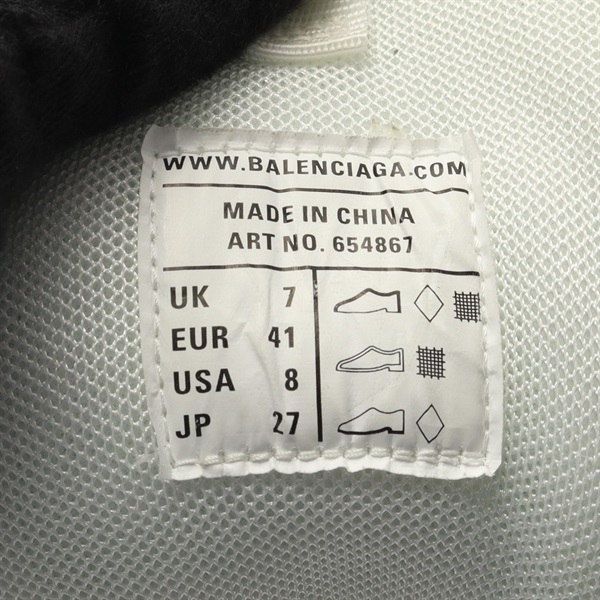 WWW.BALENCIAGA.COM
MADE IN CHINA
ART NO. 654867
UK 7
EUR 41
USA 8
JP 27